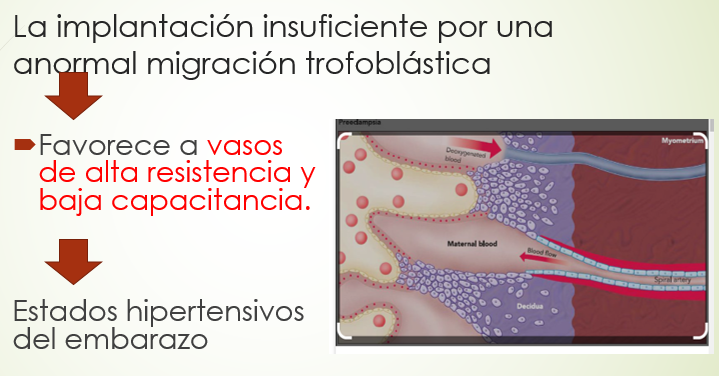 La implantación insuficiente por una
anormal migración trofoblástica
Favorece a vasos
de alta resistencia y
baja capacitancia.
Estados hipertensivos
del embarazo
Preeclampsia
Myometrium
Deoxygenated
blood
Maternal blood
Blood flow
Spiral artery
Decidua